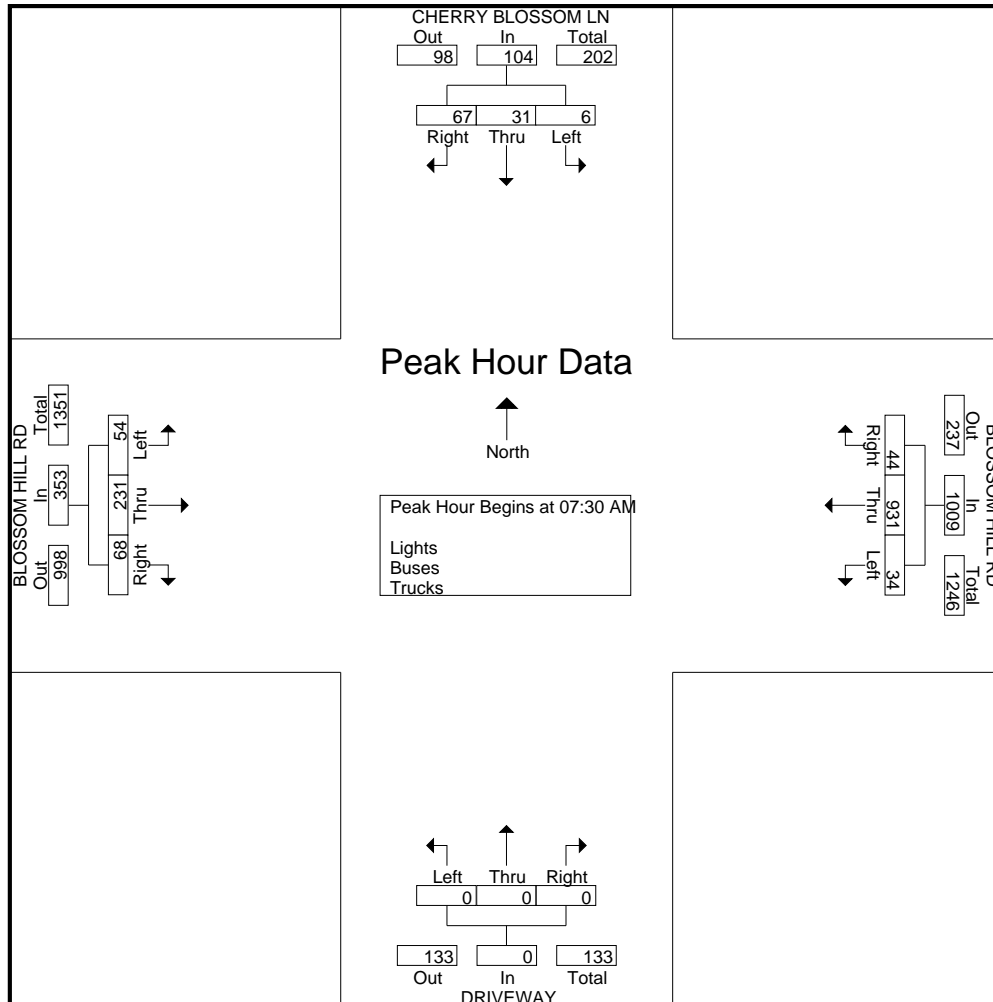 CHERRY BLOSSOM LN
Out In Total
98 104 202
67 31 6
Right Thru Left
Peak Hour Data
North
Peak Hour Begins at 07:30 AM
Lights
Buses
Trucks
BLOSSOM HILL RD
Out In Total
998 353 1351
Right Thru Left
68 231 54
BLOSSOM HILL RD
Out In Total
237 1009 1246
44 931 34
Right Thru Left
Left Thru Right
0 0 0
133 0 133
Out In Total
DRIVEWAY